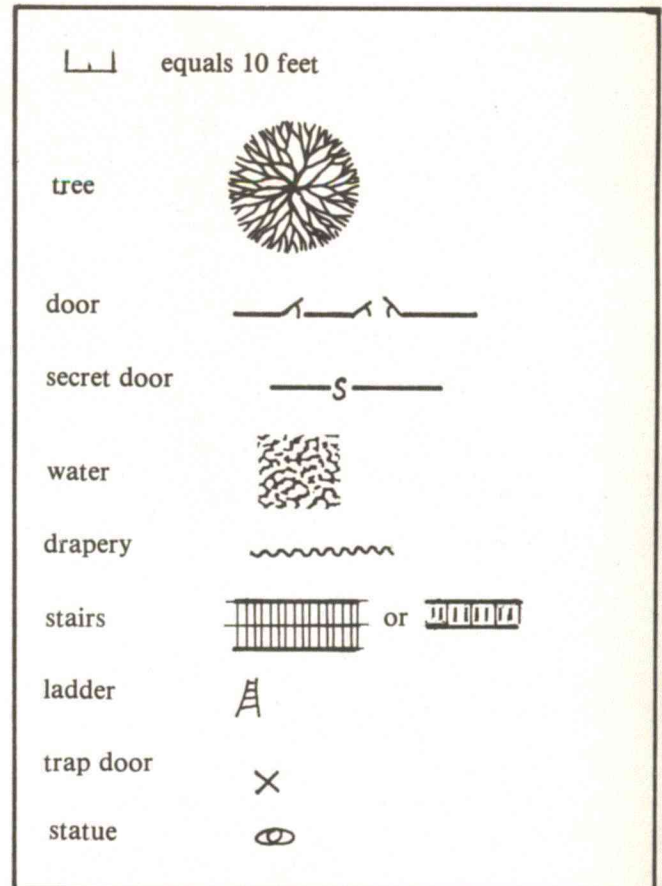 equals 10 feet
tree
door
secret door
S
water
drapery
stairs or
ladder
trap door
statue